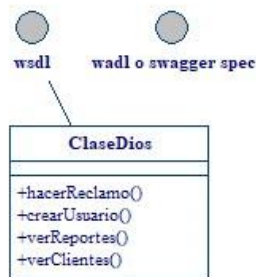 wsdl wadl o swagger spec
ClaseDios
+hacerReclamo()
+crearUsuario()
+verReportes()
+verClientes()